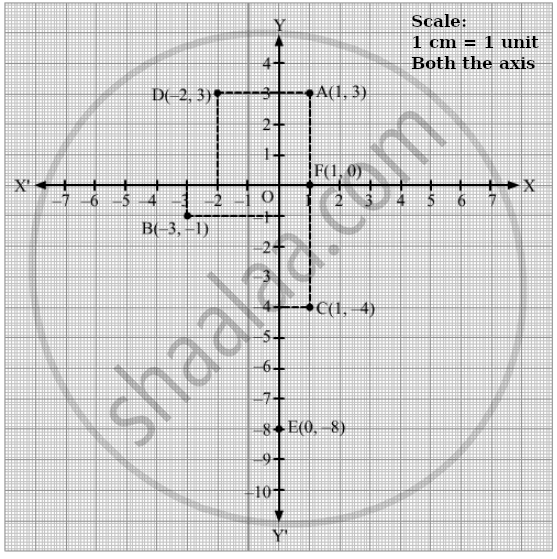 Scale:
1 cm = 1 unit
Both the axis
Y
4
D(–2, 3)
3
A(1, 3)
2
1
F(1, 0)
X'
O
X
–7 –6 –5 –4 –3 –2 1 2 3 4 5 6 7
–1
B(–3, –1)
–2
–3
4
C(1, –4)
–5
–6
–7
–8
E(0, –8)
–9
–10
Y'
shaalaa.com